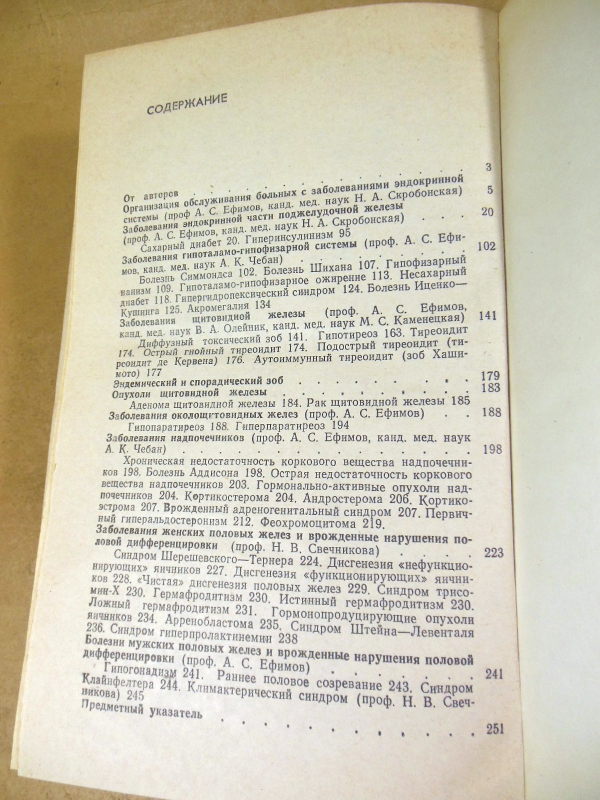 СОДЕРЖАНИЕ
От авторов . . . . . . . . . . . . 3
Организация обслуживания больных с заболеваниями эндокринной
системы (проф А. С. Ефимов, канд. мед. наук Н. А. Скробонская) 5
Заболевания эндокринной части поджелудочной железы
(проф. А. С. Ефимов, канд. мед. наук Н. А. Скробонская) . . . 20
Сахарный диабет 20. Гиперинсулинизм 95
Заболевания гипоталамо-гипофизарной системы (проф. А. С. Ефи-
мов, канд. мед. наук А. К. Чебан) . . . . . . . 102
Болезнь Симмондса 102. Болезнь Шихана 107. Гипофизарный
нанизм 109. Гипоталамо-гипофизарное ожирение 113. Несахарный
диабет 118. Гипергидропексический синдром 124. Болезнь Иценко—
Кушинга 125. Акромегалия 134
Заболевания щитовидной железы (проф. А. С. Ефимов,
канд. мед. наук В. А. Олейник, канд. мед. наук М. С. Каменецкая) 141
Диффузный токсический зоб 141. Гипотиреоз 163. Тиреоидит
174. Острый гнойный тиреоидит 174. Подострый тиреоидит (ти-
реоидит де Кервена) 176. Аутоиммунный тиреоидит (зоб Хаши-
мото) 177
Эндемический и спорадический зоб . . . . . . . 179
Опухоли щитовидной железы . . . . . . . . 183
Аденома щитовидной железы 184. Рак щитовидной железы 185
Заболевания околощитовидных желез (проф. А. С. Ефимов) . . 188
Гипопаратиреоз 188. Гиперпаратиреоз 194
Заболевания надпочечников (проф. А. С. Ефимов, канд. мед. наук
А. К. Чебан) . . . . . . . . . . . 198
Хроническая недостаточность коркового вещества надпочечни-
ков 198. Болезнь Аддисона 198. Острая недостаточность коркового
вещества надпочечников 203. Гормонально-активные опухоли над-
почечников 204. Кортикостерома 204. Андростерома 206. Кортико-
эстрома 207. Врожденный адреногенитальный синдром 207. Первич-
ный гиперальдостеронизм 212. Феохромоцитома 219.
Заболевания женских половых желез и врожденные нарушения по-
ловой дифференцировки (проф. Н. В. Свечникова) . . . . 223
Синдром Шерешевского—Тернера 224. Дисгенезия «нефункцио-
нирующих» яичников 227. Дисгенезия «функционирующих» яични-
ков 228. «Чистая» дисгенезия половых желез 229. Синдром трисо-
мии-X 230. Гермафродитизм 230. Истинный гермафродитизм 230.
Ложный гермафродитизм 231. Гормонопродуцирующие опухоли
яичников 234. Арренобластома 235. Синдром Штейна—Левенталя
236. Синдром гиперпролактинемии 238
Болезни мужских половых желез и врожденные нарушения половой
дифференцировки (проф. А. С. Ефимов) . . . . . . 241
Гипогонадизм 241. Раннее половое созревание 243. Синдром
Клайнфелтера 244. Климактерический синдром (проф. Н. В. Свеч-
никова) 245
Предметный указатель . . . . . . . . . 251